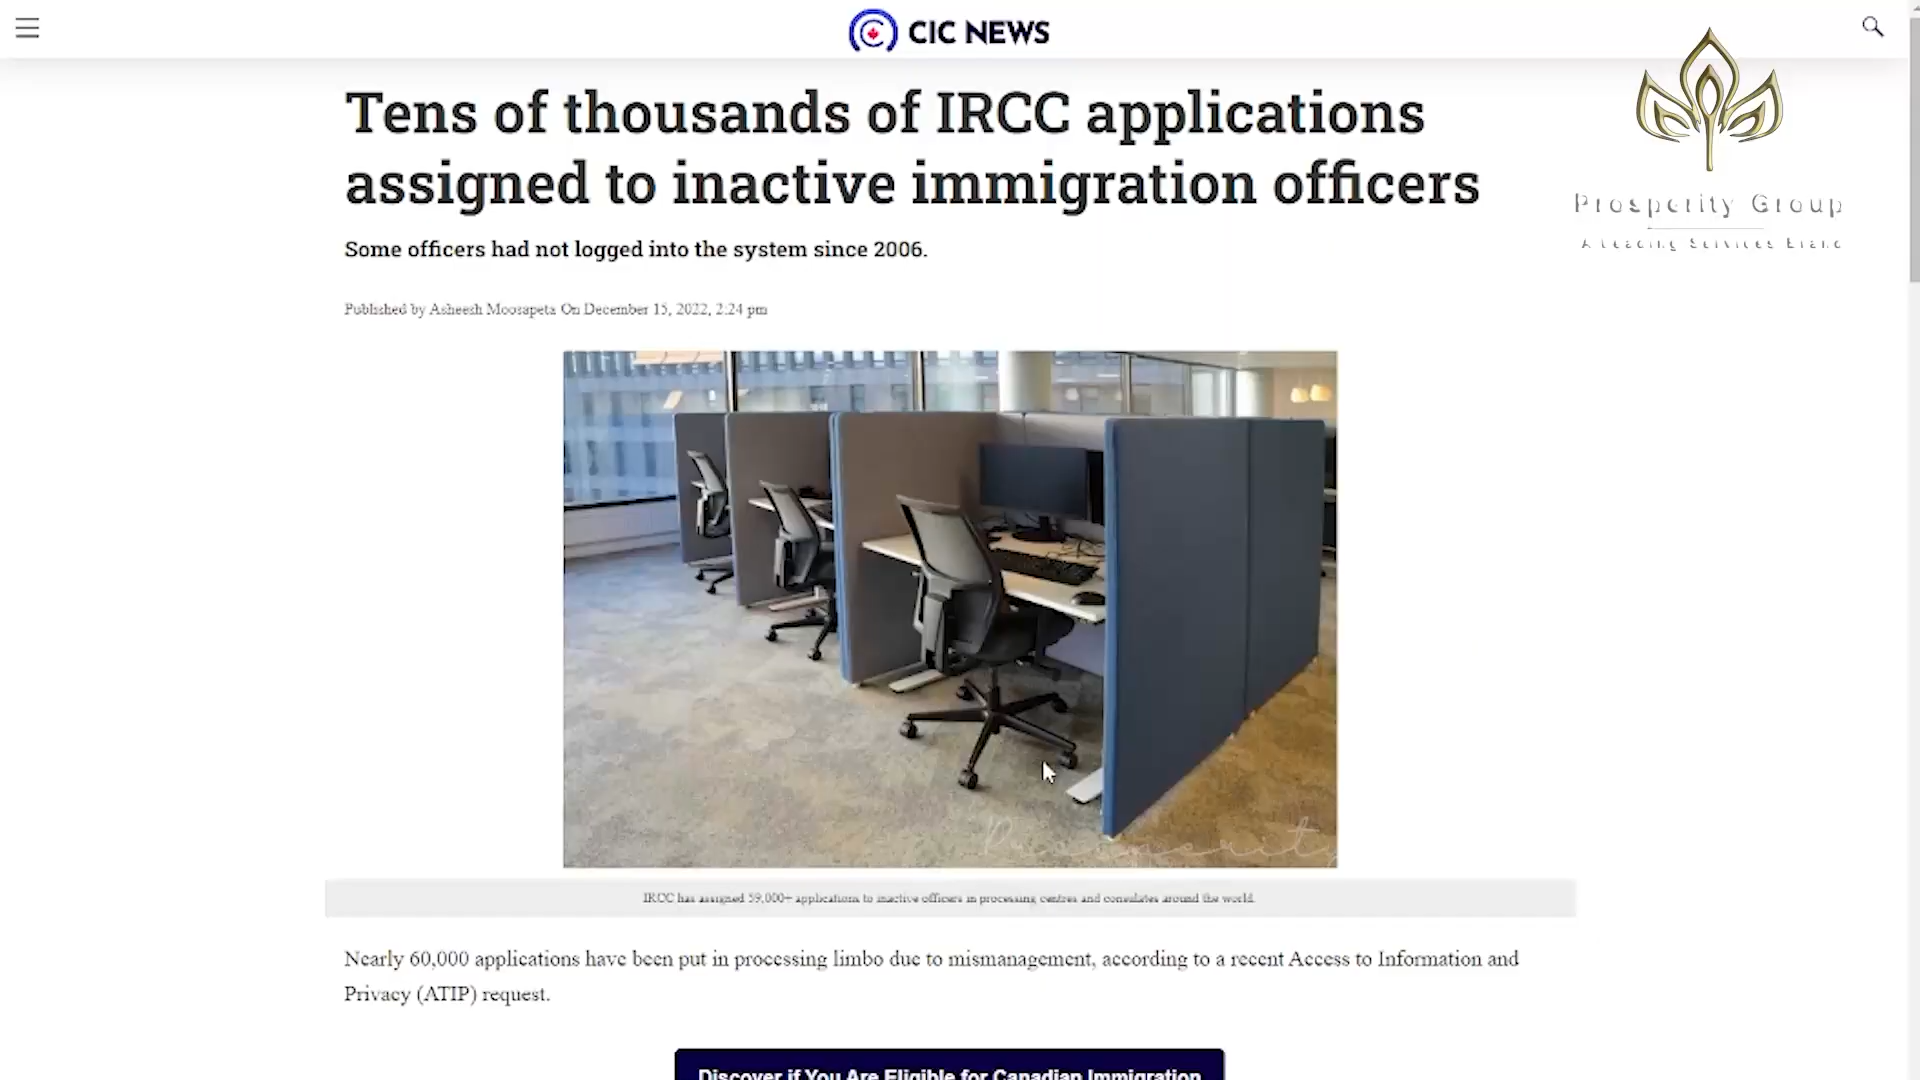 CIC NEWS
Tens of thousands of IRCC applications
assigned to inactive immigration officers
Some officers had not logged into the system since 2006.
Published by Asheesh Moosapeta On December 15, 2022, 2:24 pm
Prosperity Group
A Leading Services Brand
Prosperity
IRCC has assigned 59,000+ applications to inactive officers in processing centres and consulates around the world.
Nearly 60,000 applications have been put in processing limbo due to mismanagement, according to a recent Access to Information and
Privacy (ATIP) request.
Discover if You Are Eligible for Canadian Immigration